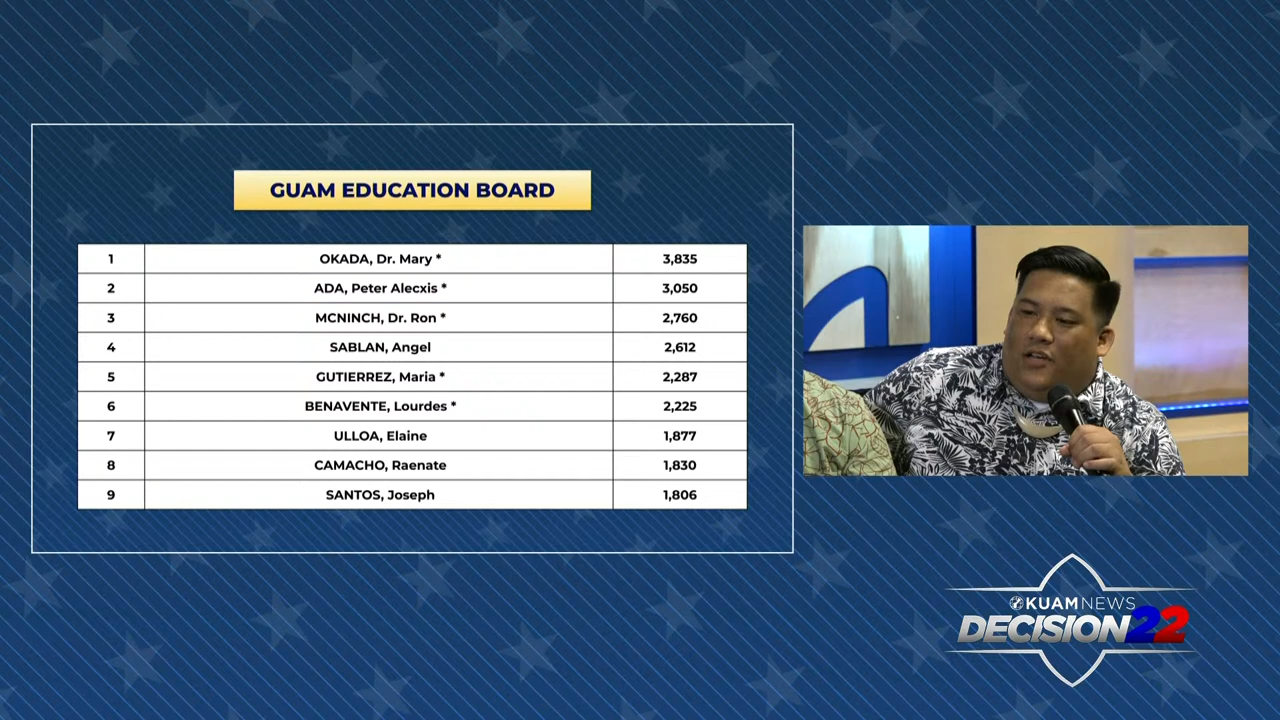 GUAM EDUCATION BOARD
1 OKADA, Dr. Mary * 3,835
2 ADA, Peter Alecxis * 3,050
3 MCNINCH, Dr. Ron * 2,760
4 SABLAN, Angel 2,612
5 GUTIERREZ, Maria * 2,287
6 BENAVENTE, Lourdes * 2,225
7 ULLOA, Elaine 1,877
8 CAMACHO, Raenate 1,830
9 SANTOS, Joseph 1,806
KUAM NEWS
DECISION 22